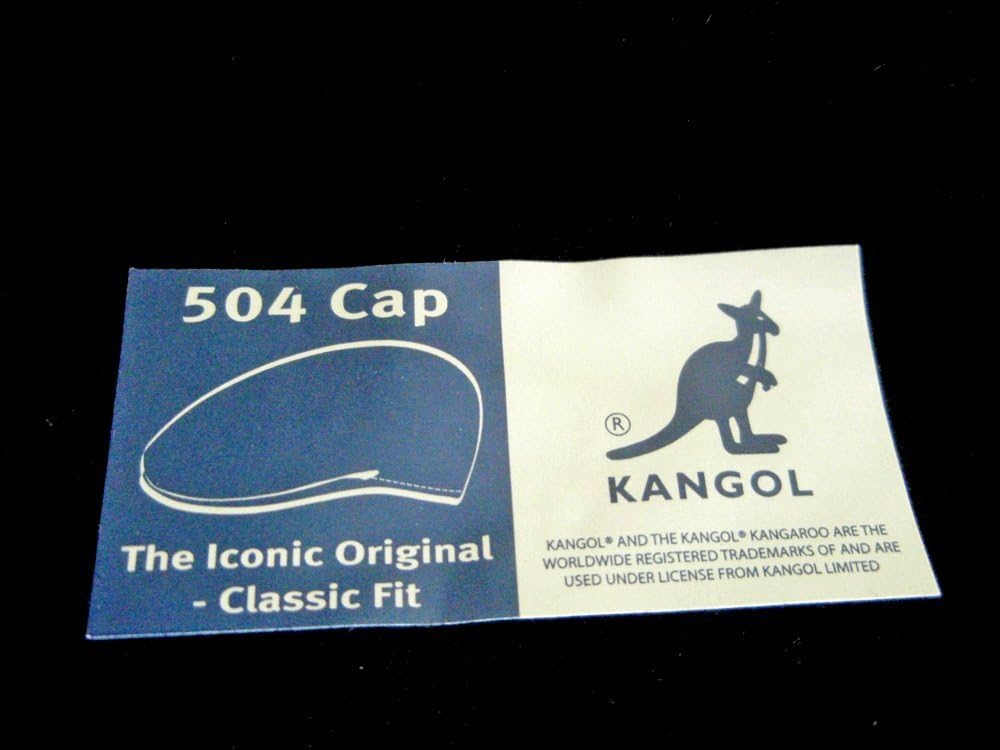 504 Cap
The Iconic Original
- Classic Fit
®
KANGOL
KANGOL® AND THE KANGOL® KANGAROO ARE THE
WORLDWIDE REGISTERED TRADEMARKS OF AND ARE
USED UNDER LICENSE FROM KANGOL LIMITED